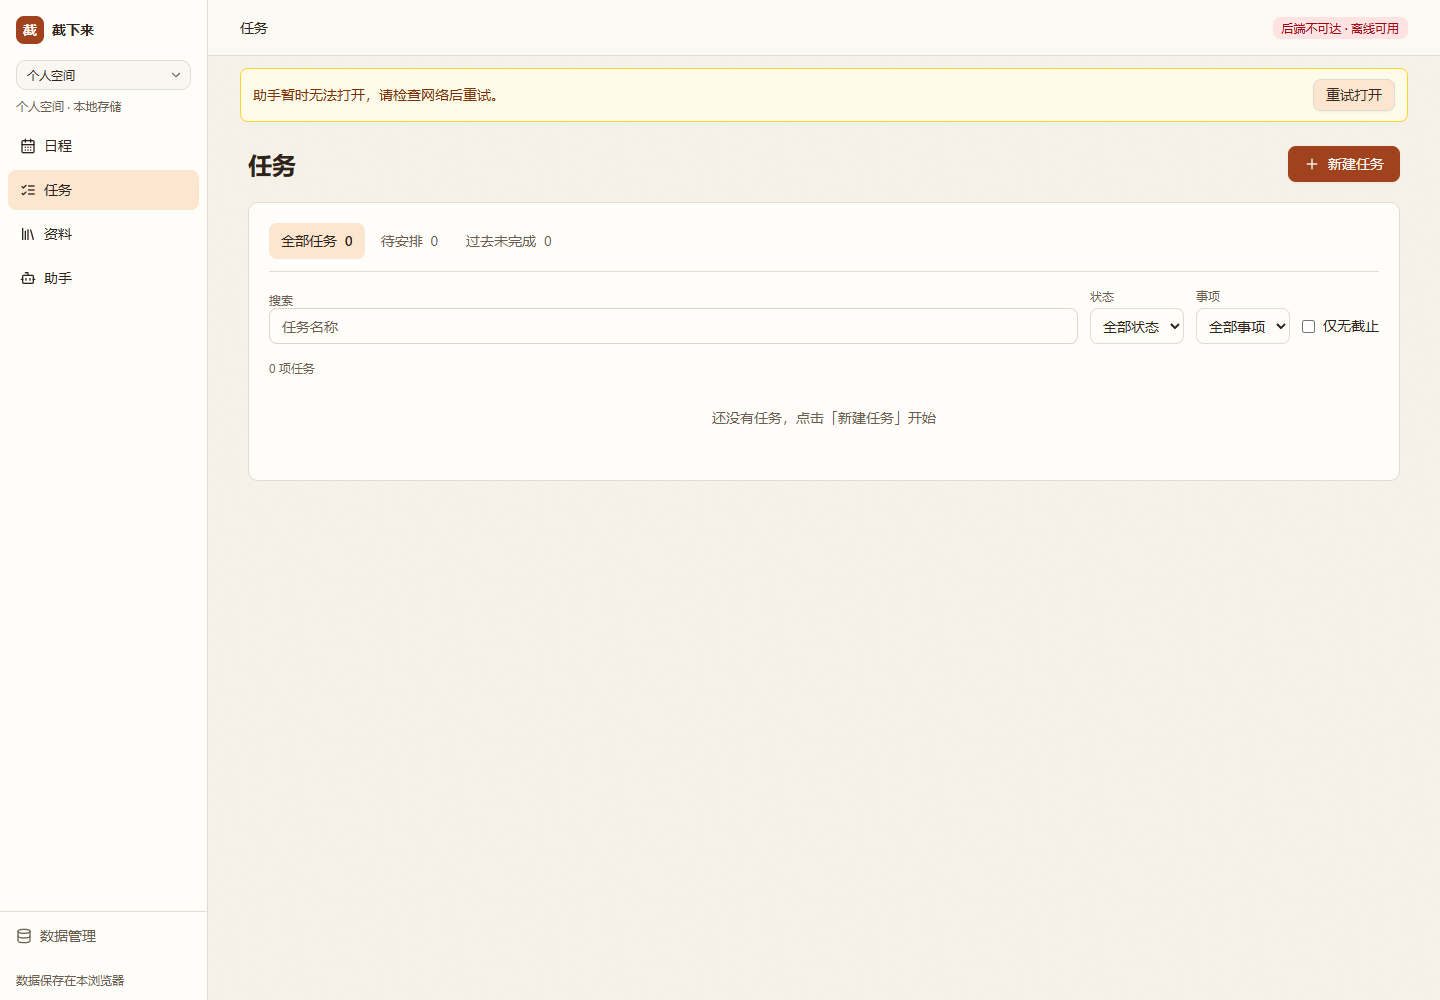 截 截下来
个人空间
个人空间 · 本地存储
日程
任务
资料
助手
数据管理
数据保存在本浏览器
任务
后端不可达 · 离线可用
助手暂时无法打开，请检查网络后重试。
重试打开
任务
新建任务
全部任务 0 待安排 0 过去未完成 0
搜索
任务名称
状态
全部状态
事项
全部事项
仅无截止
0 项任务
还没有任务，点击「新建任务」开始